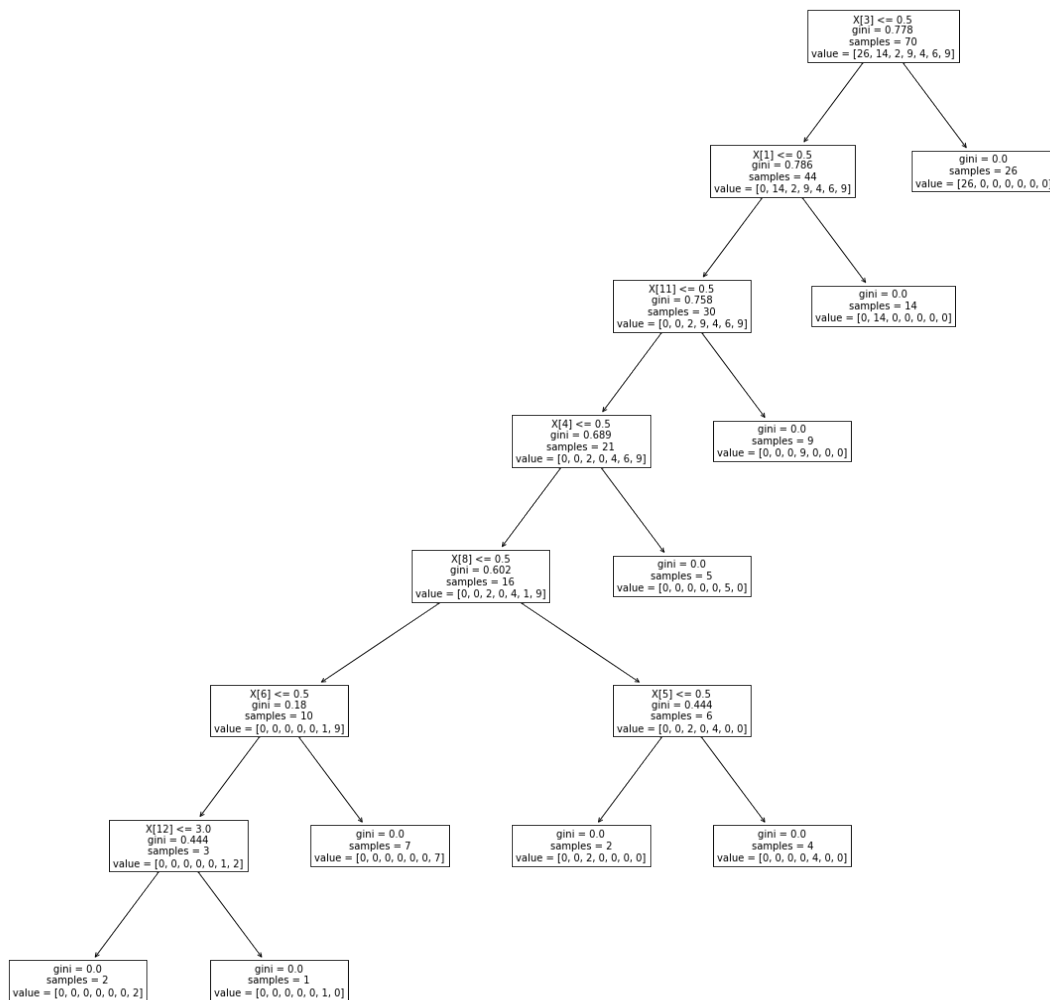 X[3] <= 0.5
gini = 0.778
samples = 70
value = [26, 14, 2, 9, 4, 6, 9]
X[1] <= 0.5
gini = 0.786
samples = 44
value = [0, 14, 2, 9, 4, 6, 9]
gini = 0.0
samples = 26
value = [26, 0, 0, 0, 0, 0, 0]
X[11] <= 0.5
gini = 0.758
samples = 30
value = [0, 0, 2, 9, 4, 6, 9]
gini = 0.0
samples = 14
value = [0, 14, 0, 0, 0, 0, 0]
X[4] <= 0.5
gini = 0.689
samples = 21
value = [0, 0, 2, 0, 4, 6, 9]
gini = 0.0
samples = 9
value = [0, 0, 0, 9, 0, 0, 0]
X[8] <= 0.5
gini = 0.602
samples = 16
value = [0, 0, 2, 0, 4, 1, 9]
gini = 0.0
samples = 5
value = [0, 0, 0, 0, 0, 5, 0]
X[6] <= 0.5
gini = 0.18
samples = 10
value = [0, 0, 0, 0, 0, 1, 9]
X[5] <= 0.5
gini = 0.444
samples = 6
value = [0, 0, 2, 0, 4, 0, 0]
X[12] <= 3.0
gini = 0.444
samples = 3
value = [0, 0, 0, 0, 0, 1, 2]
gini = 0.0
samples = 7
value = [0, 0, 0, 0, 0, 0, 7]
gini = 0.0
samples = 2
value = [0, 0, 2, 0, 0, 0, 0]
gini = 0.0
samples = 4
value = [0, 0, 0, 0, 4, 0, 0]
gini = 0.0
samples = 2
value = [0, 0, 0, 0, 0, 0, 2]
gini = 0.0
samples = 1
value = [0, 0, 0, 0, 0, 1, 0]